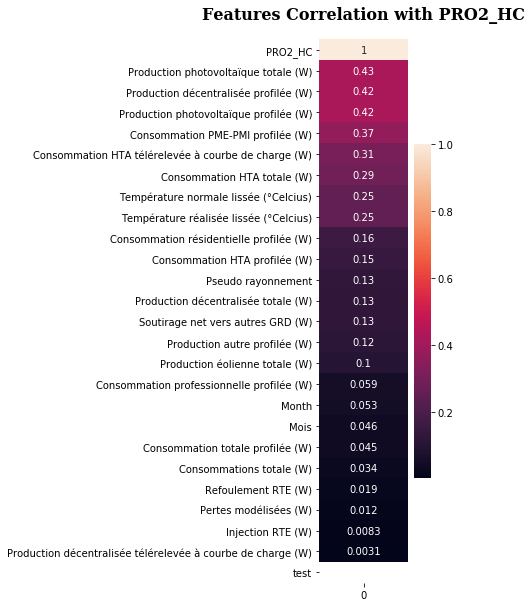 Features Correlation with PRO2_HC
PRO2_HC 1
Production photovoltaïque totale (W) 0.43
Production décentralisée profilée (W) 0.42
Production photovoltaïque profilée (W) 0.42
Consommation PME-PMI profilée (W) 0.37
Consommation HTA télérelevée à courbe de charge (W) 0.31
Consommation HTA totale (W) 0.29
Température normale lissée (°Celcius) 0.25
Température réalisée lissée (°Celcius) 0.25
Consommation résidentielle profilée (W) 0.16
Consommation HTA profilée (W) 0.15
Pseudo rayonnement 0.13
Production décentralisée totale (W) 0.13
Soutirage net vers autres GRD (W) 0.13
Production autre profilée (W) 0.12
Production éolienne totale (W) 0.1
Consommation professionnelle profilée (W) 0.059
Month 0.053
Mois 0.046
Consommation totale profilée (W) 0.045
Consommations totale (W) 0.034
Refoulement RTE (W) 0.019
Pertes modélisées (W) 0.012
Injection RTE (W) 0.0083
Production décentralisée télérelevée à courbe de charge (W) 0.0031
test
0
1.0
0.8
0.6
0.4
0.2